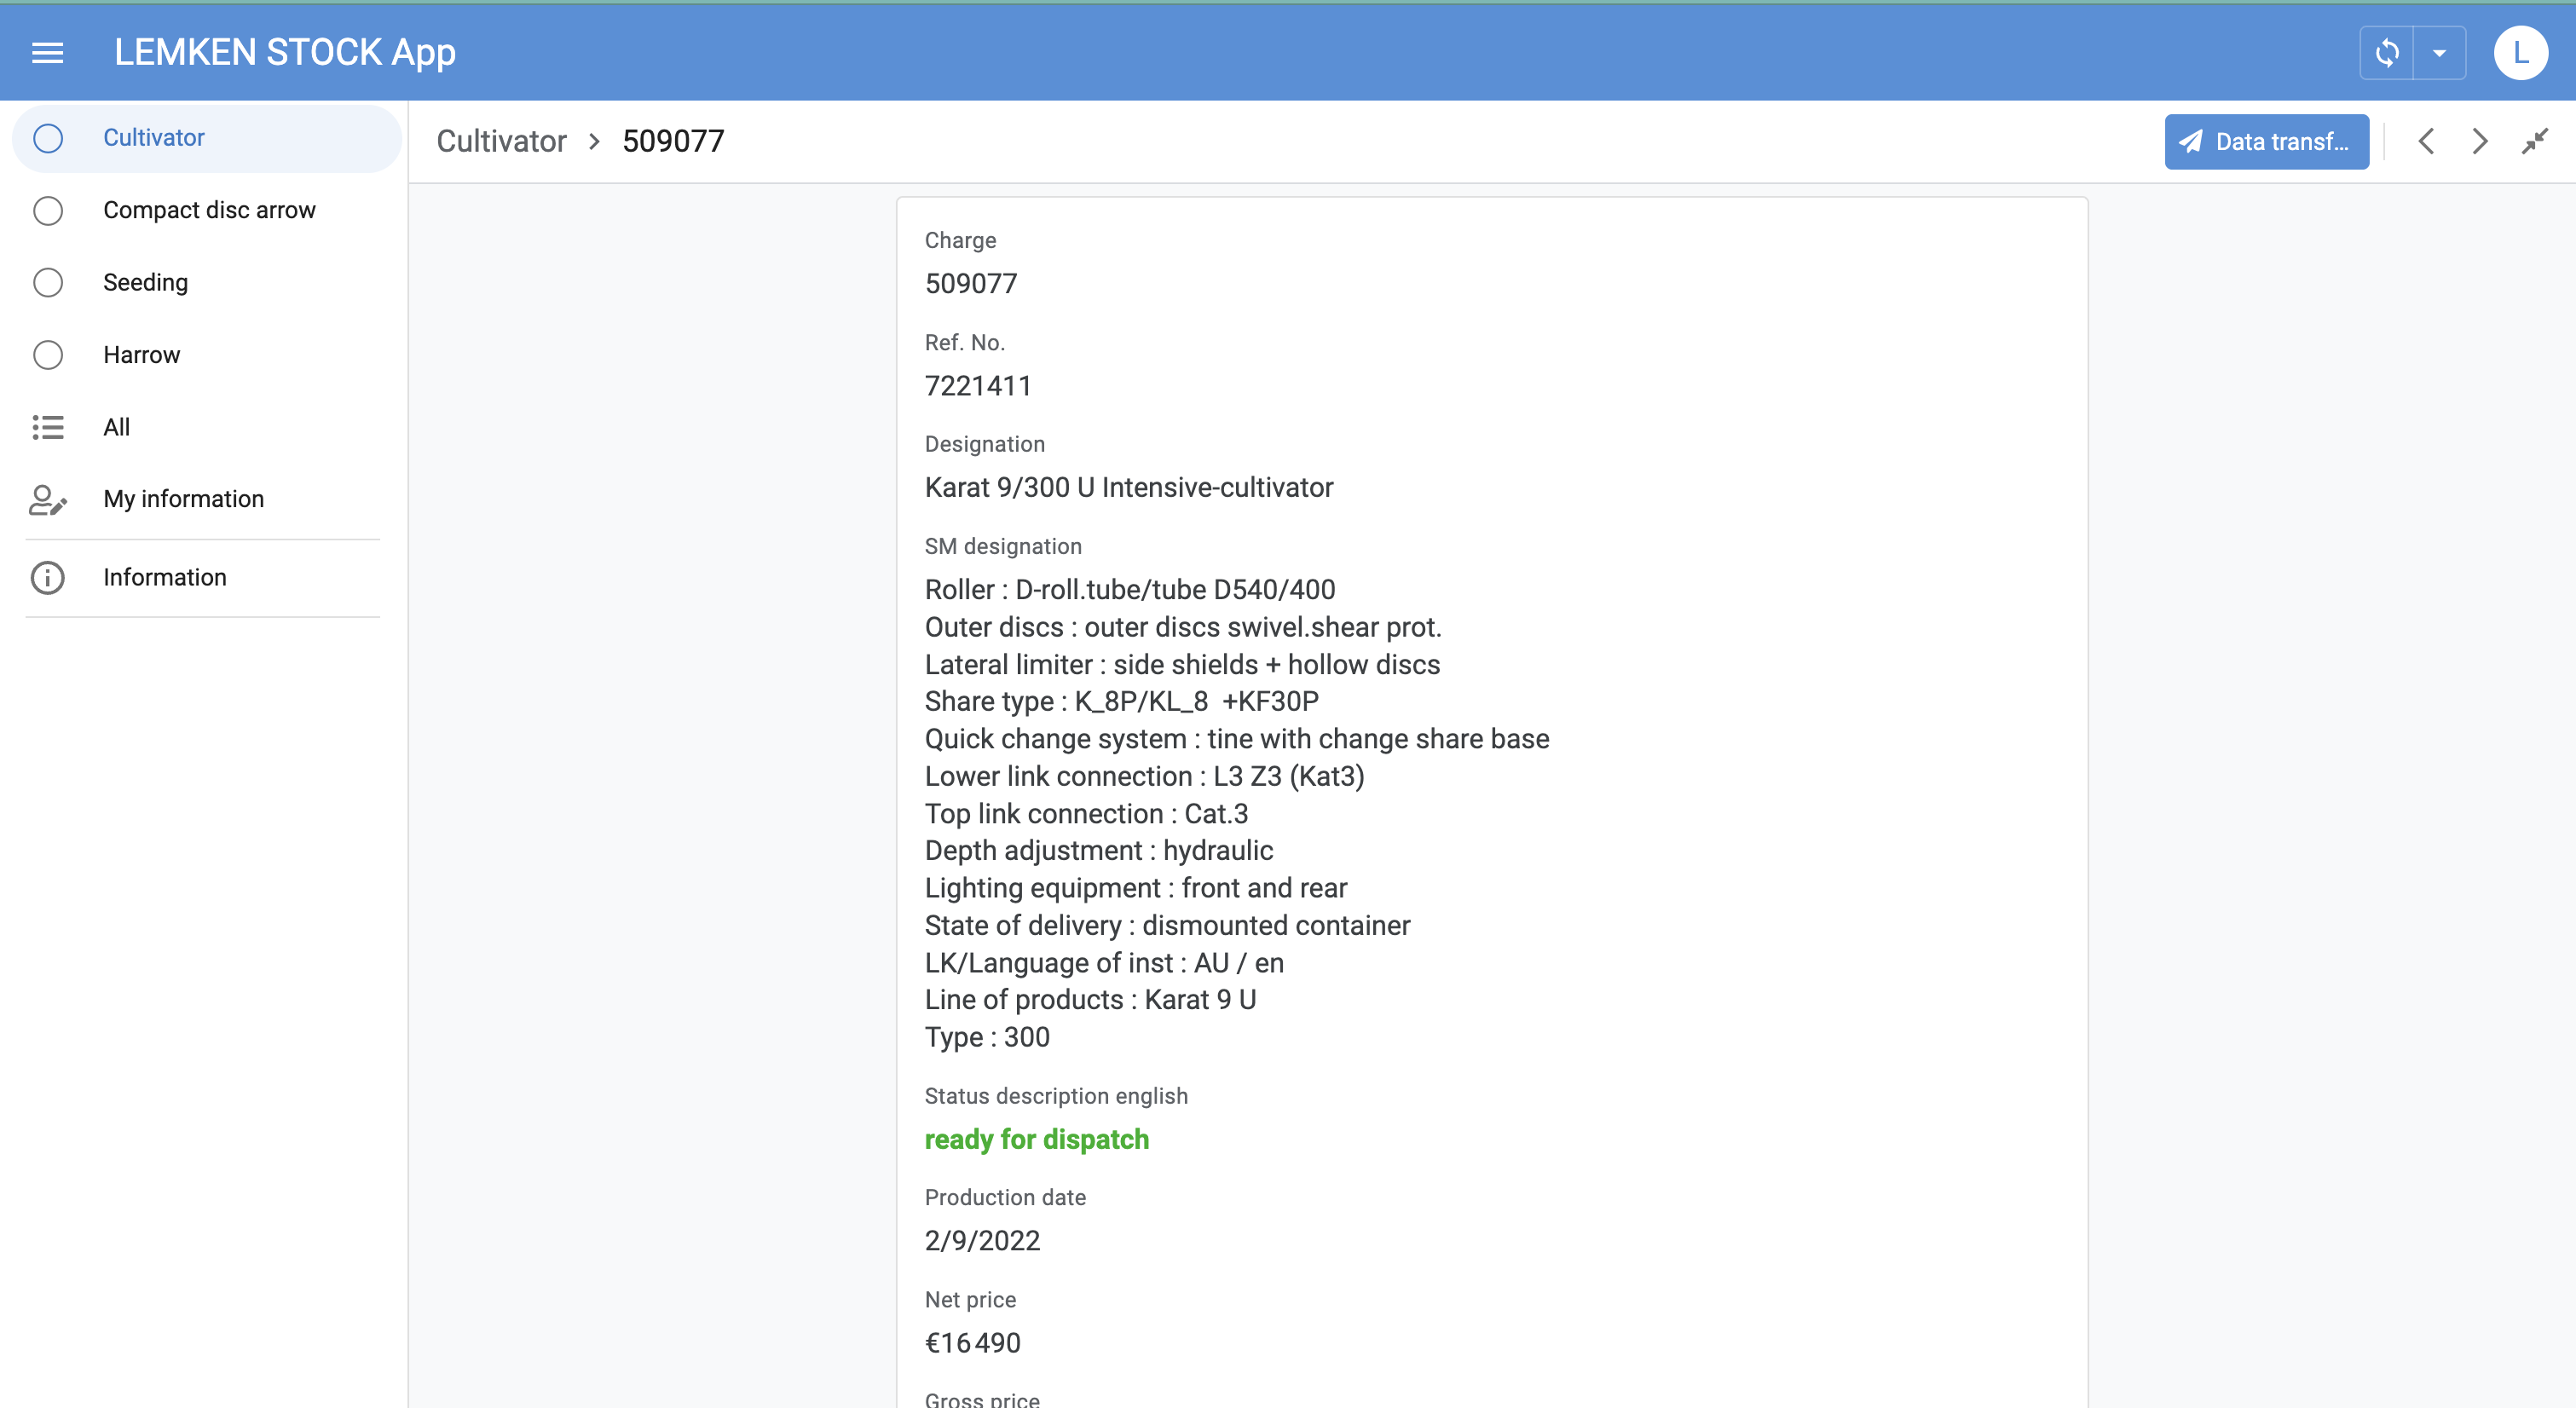 LEMKEN STOCK App
L
Cultivator
Compact disc arrow
Seeding
Harrow
All
My information
Information
Cultivator > 509077
Data transf...
Charge
509077
Ref. No.
7221411
Designation
Karat 9/300 U Intensive-cultivator
SM designation
Roller : D-roll.tube/tube D540/400
Outer discs : outer discs swivel.shear prot.
Lateral limiter : side shields + hollow discs
Share type : K_8P/KL_8  +KF30P
Quick change system : tine with change share base
Lower link connection : L3 Z3 (Kat3)
Top link connection : Cat.3
Depth adjustment : hydraulic
Lighting equipment : front and rear
State of delivery : dismounted container
LK/Language of inst : AU / en
Line of products : Karat 9 U
Type : 300
Status description english
ready for dispatch
Production date
2/9/2022
Net price
€16 490
Gross price